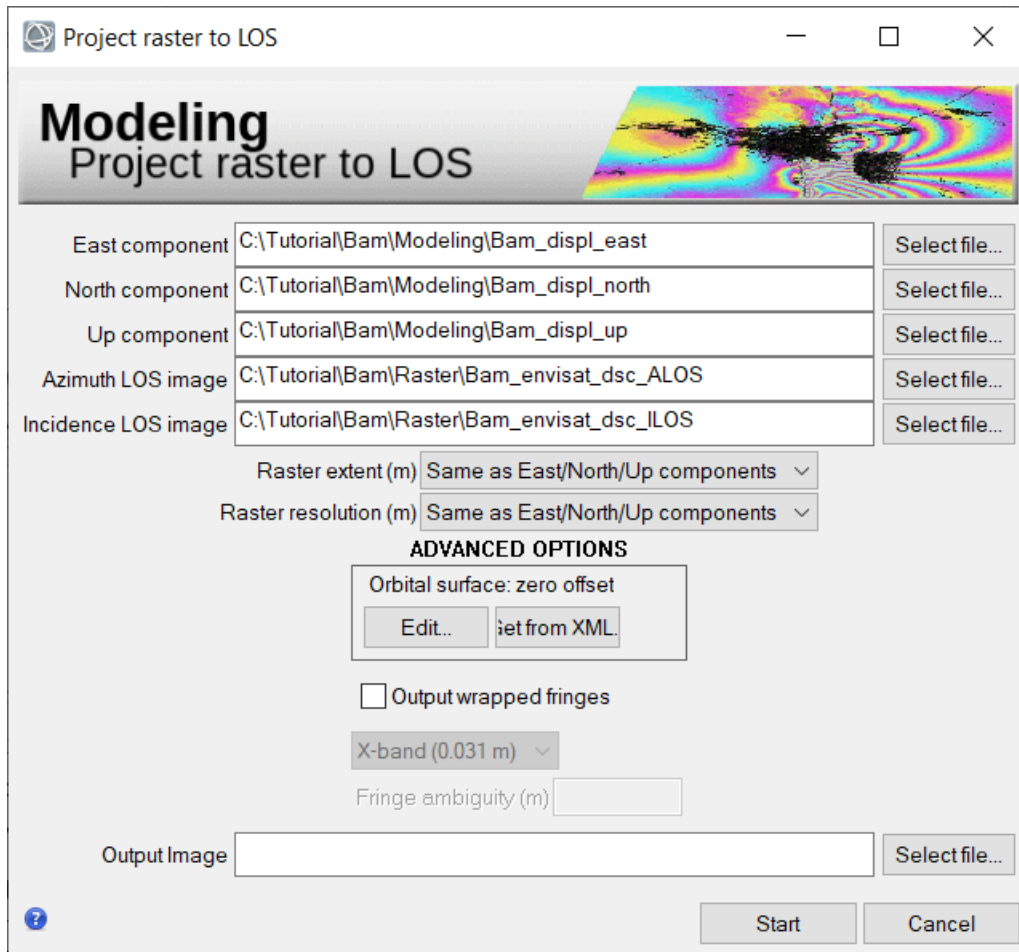 Project raster to LOS
Modeling
Project raster to LOS
East component C:\Tutorial\Bam\Modeling\Bam_displ_east Select file...
North component C:\Tutorial\Bam\Modeling\Bam_displ_north Select file...
Up component C:\Tutorial\Bam\Modeling\Bam_displ_up Select file...
Azimuth LOS image C:\Tutorial\Bam\Raster\Bam_envisat_dsc_ALOS Select file...
Incidence LOS image C:\Tutorial\Bam\Raster\Bam_envisat_dsc_ILOS Select file...
Raster extent (m) Same as East/North/Up components
Raster resolution (m) Same as East/North/Up components
ADVANCED OPTIONS
Orbital surface: zero offset
Edit... et from XML.
Output wrapped fringes
X-band (0.031 m)
Fringe ambiguity (m)
Output Image Select file...
? Start Cancel